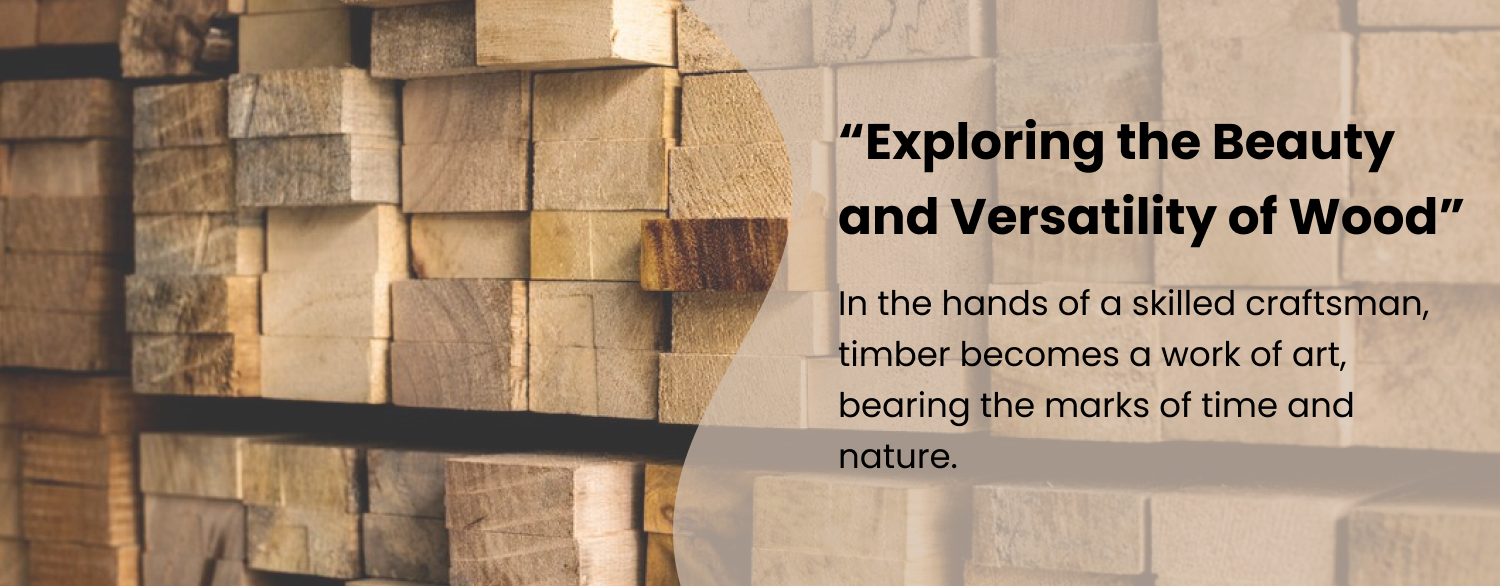 “Exploring the Beauty
and Versatility of Wood”
In the hands of a skilled craftsman,
timber becomes a work of art,
bearing the marks of time and
nature.